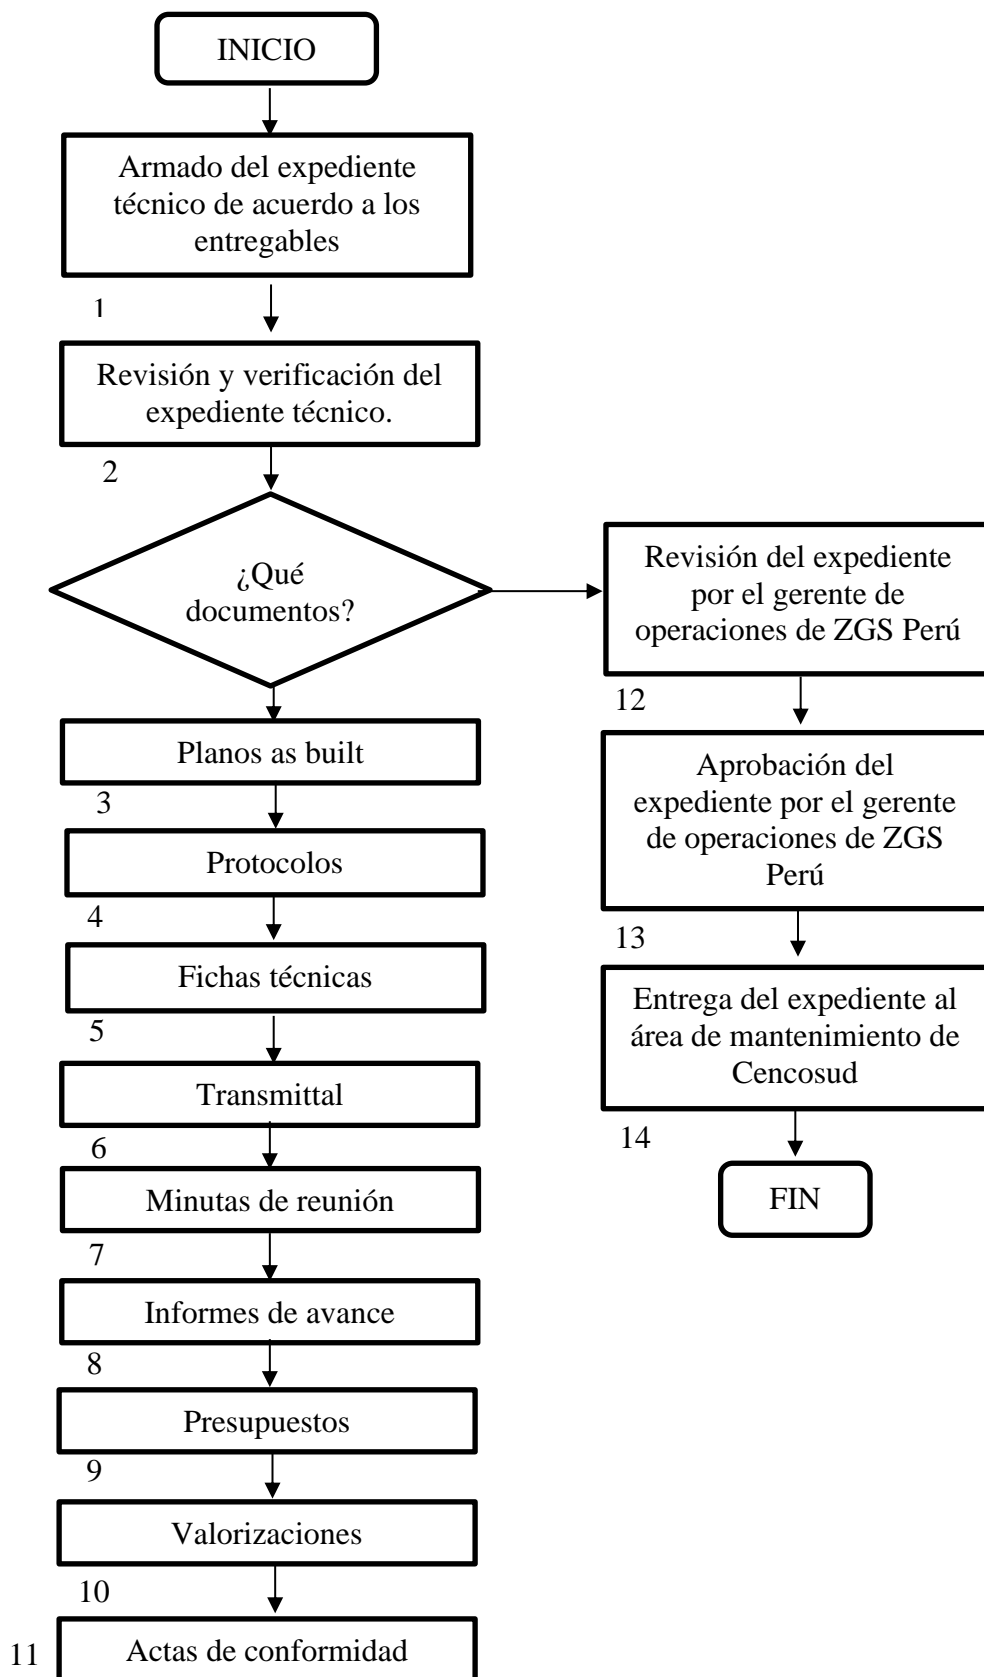 INICIO
Armado del expediente
técnico de acuerdo a los
entregables
1
Revisión y verificación del
expediente técnico.
2
¿Qué
documentos?
Planos as built
3
Protocolos
4
Fichas técnicas
5
Transmittal
6
Minutas de reunión
7
Informes de avance
8
Presupuestos
9
Valorizaciones
10
Actas de conformidad
11
Revisión del expediente
por el gerente de
operaciones de ZGS Perú
12
Aprobación del
expediente por el gerente
de operaciones de ZGS
Perú
13
Entrega del expediente al
área de mantenimiento de
Cencosud
14
FIN